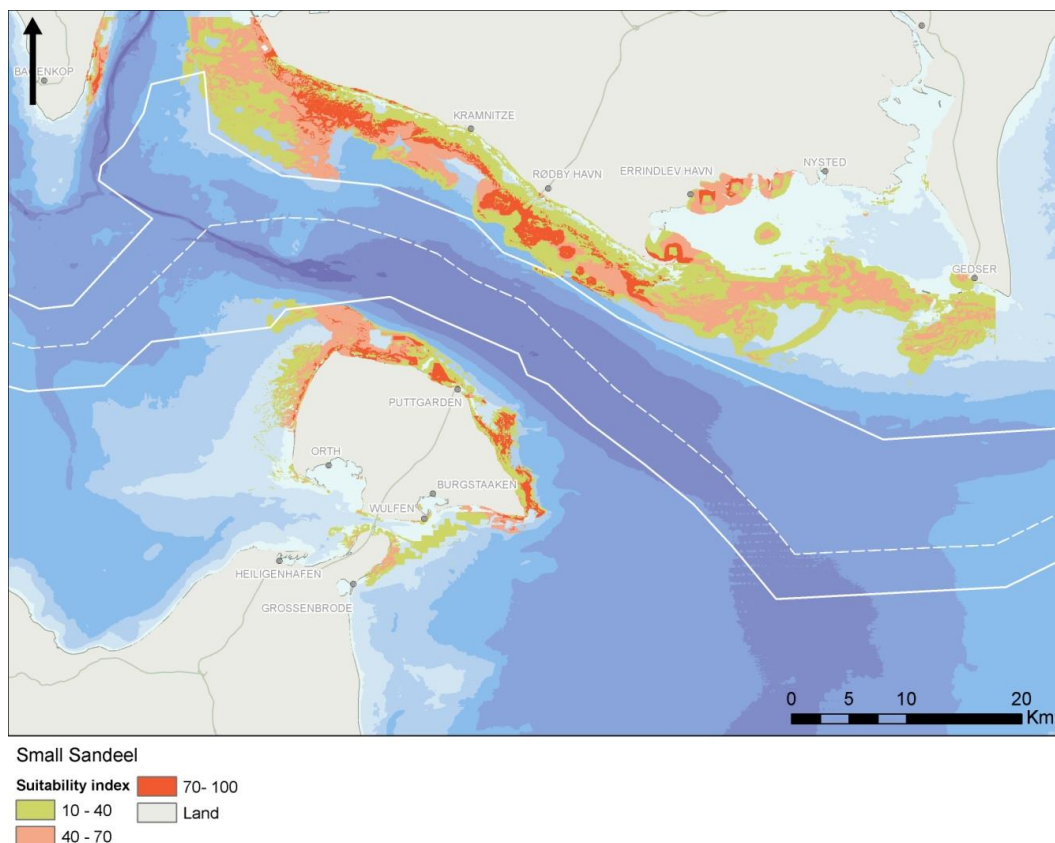 BAGENKOP
KRAMNITZE
RØDBY HAVN
ERRINDLEV HAVN
NYSTED
GEDSER
PUTTGARDEN
ORTH
BURGSTAAKEN
WULFEN
HEILIGENHAFEN
GROSSENBRODE
0 5 10 20
Km
Small Sandeel
Suitability index
70- 100
10 - 40
Land
40 - 70